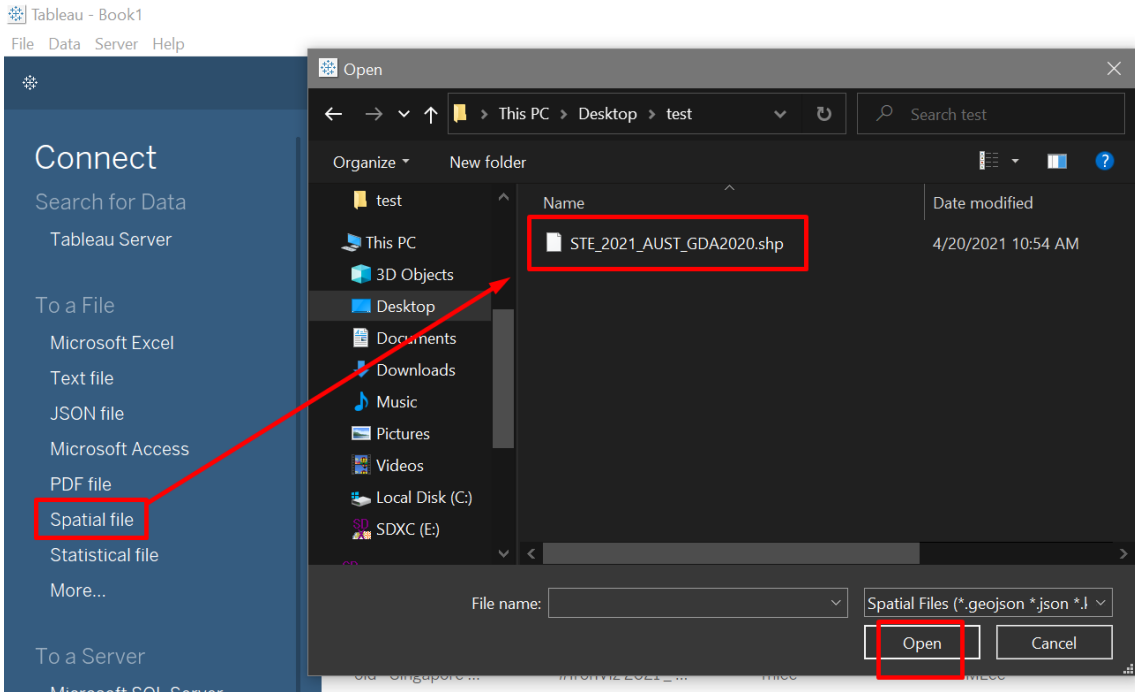 Tableau - Book1
File Data Server Help
Open
This PC > Desktop > test
Search test
Organize
New folder
Connect
Search for Data
Tableau Server
To a File
Microsoft Excel
Text file
JSON file
Microsoft Access
PDF file
Spatial file
Statistical file
More...
To a Server
test
This PC
3D Objects
Desktop
Documents
Downloads
Music
Pictures
Videos
Local Disk (C:)
SDXC (E:)
Name
Date modified
STE_2021_AUST_GDA2020.shp
4/20/2021 10:54 AM
File name:
Spatial Files (*.geojson *.json *.k
Open
Cancel